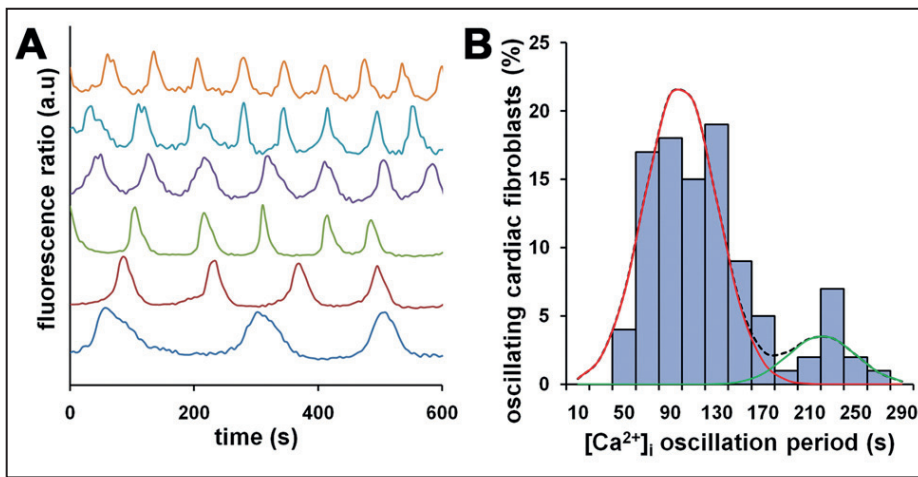 A
fluorescence ratio (a.u)
0 200 400 600
time (s)
B
oscillating cardiac fibroblasts (%)
25
20
15
10
5
0
10 50 90 130 170 210 250 290
[Ca²⁺]ᵢ oscillation period (s)